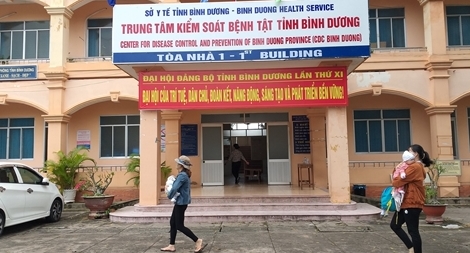 SỞ Y TẾ TỈNH BÌNH DƯƠNG - BINH DUONG HEALTH SERVICE
TRUNG TÂM KIỂM SOÁT BỆNH TẬT TỈNH BÌNH DƯƠNG
CENTER FOR DISEASE CONTROL AND PREVENTION OF BINH DUONG PROVINCE (CDC BINH DUONG)
TÒA NHÀ 1 - 1ST BUILDING
ĐẠI HỘI ĐẢNG BỘ TỈNH BÌNH DƯƠNG LẦN THỨ XI
ĐẠI HỘI CỦA TRÍ TUỆ, DÂN CHỦ, ĐOÀN KẾT, NĂNG ĐỘNG, SÁNG TẠO VÀ PHÁT TRIỂN BỀN VỮNG!